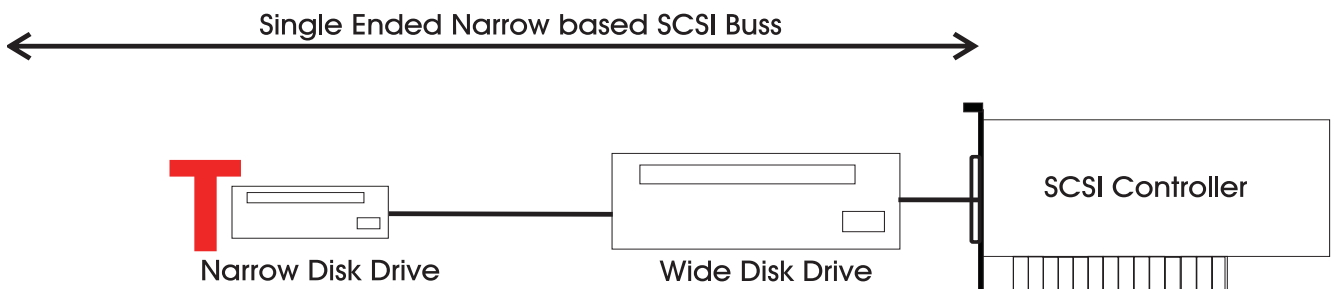 Single Ended Narrow based SCSI Buss
T
SCSI Controller
Narrow Disk Drive
Wide Disk Drive